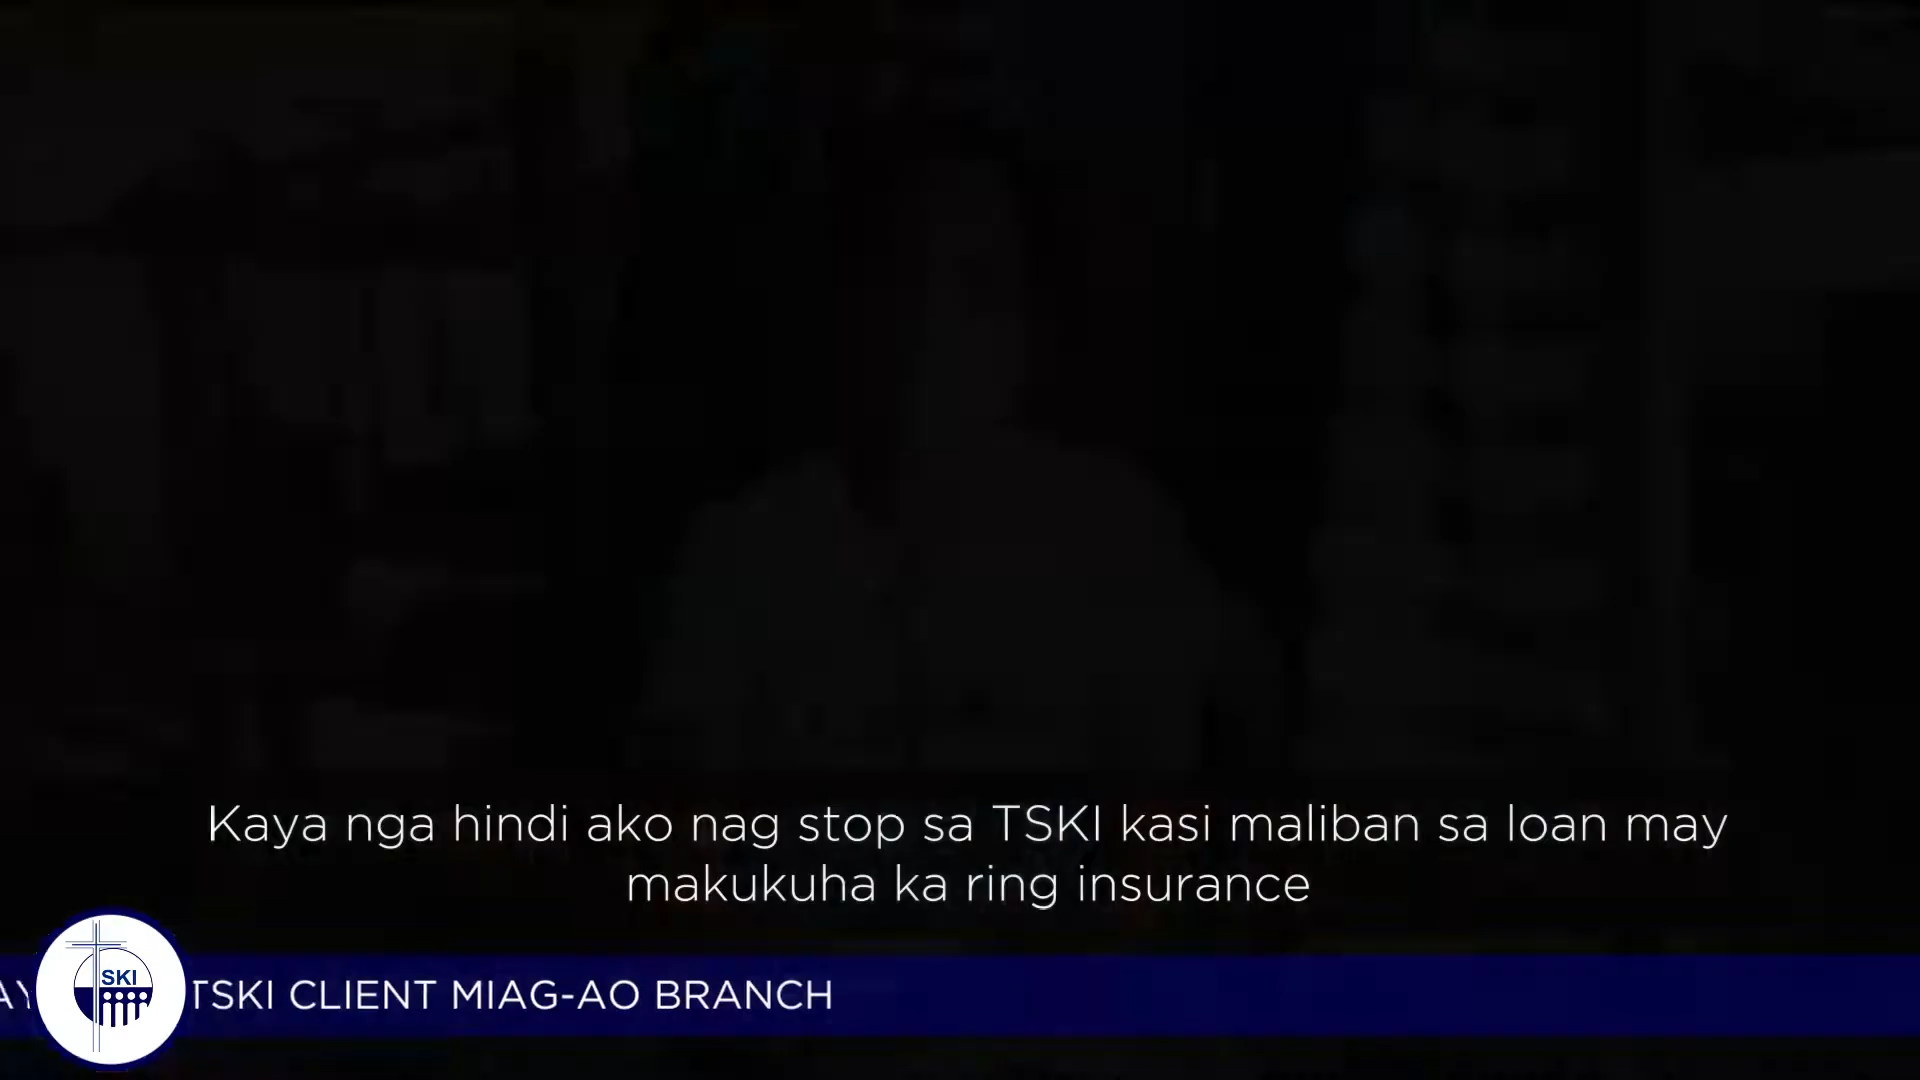 Kaya nga hindi ako nag stop sa TSKI kasi maliban sa loan may
makukuha ka ring insurance
SKI
TSKI CLIENT MIAG-AO BRANCH